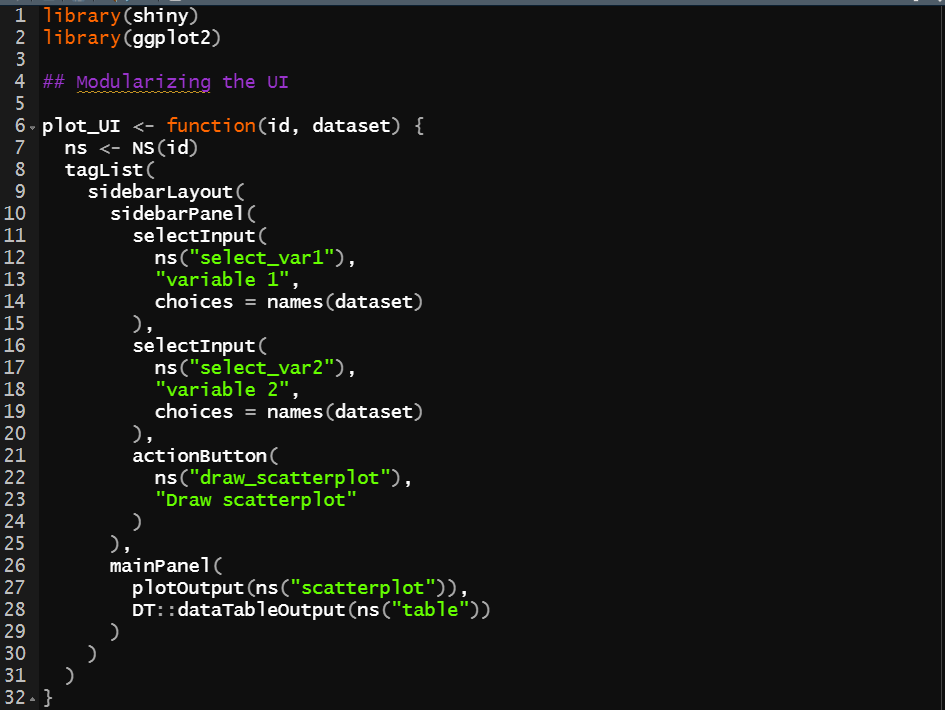 1 library(shiny)
2 library(ggplot2)
3
4 ## Modularizing the UI
5
6 plot_UI <- function(id, dataset) {
7   ns <- NS(id)
8   tagList(
9     sidebarLayout(
10       sidebarPanel(
11         selectInput(
12           ns("select_var1"),
13           "variable 1",
14           choices = names(dataset)
15         ),
16         selectInput(
17           ns("select_var2"),
18           "variable 2",
19           choices = names(dataset)
20         ),
21         actionButton(
22           ns("draw_scatterplot"),
23           "Draw scatterplot"
24         )
25       ),
26       mainPanel(
27         plotOutput(ns("scatterplot")),
28         DT::dataTableOutput(ns("table"))
29       )
30     )
31   )
32 }